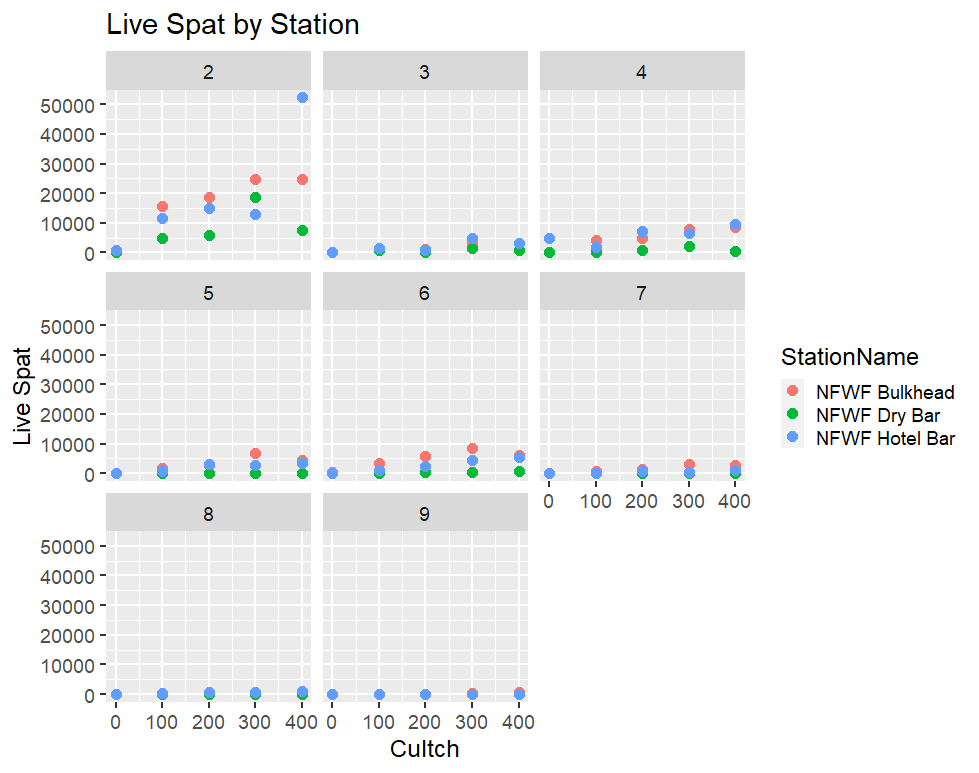 Live Spat by Station
2
3
4
50000
40000
30000
20000
10000
0
5
6
7
50000
40000
30000
20000
10000
0
0 100 200 300 400
8
9
50000
40000
30000
20000
10000
0
0 100 200 300 400
0 100 200 300 400
Cultch
Live Spat
StationName
NFWF Bulkhead
NFWF Dry Bar
NFWF Hotel Bar